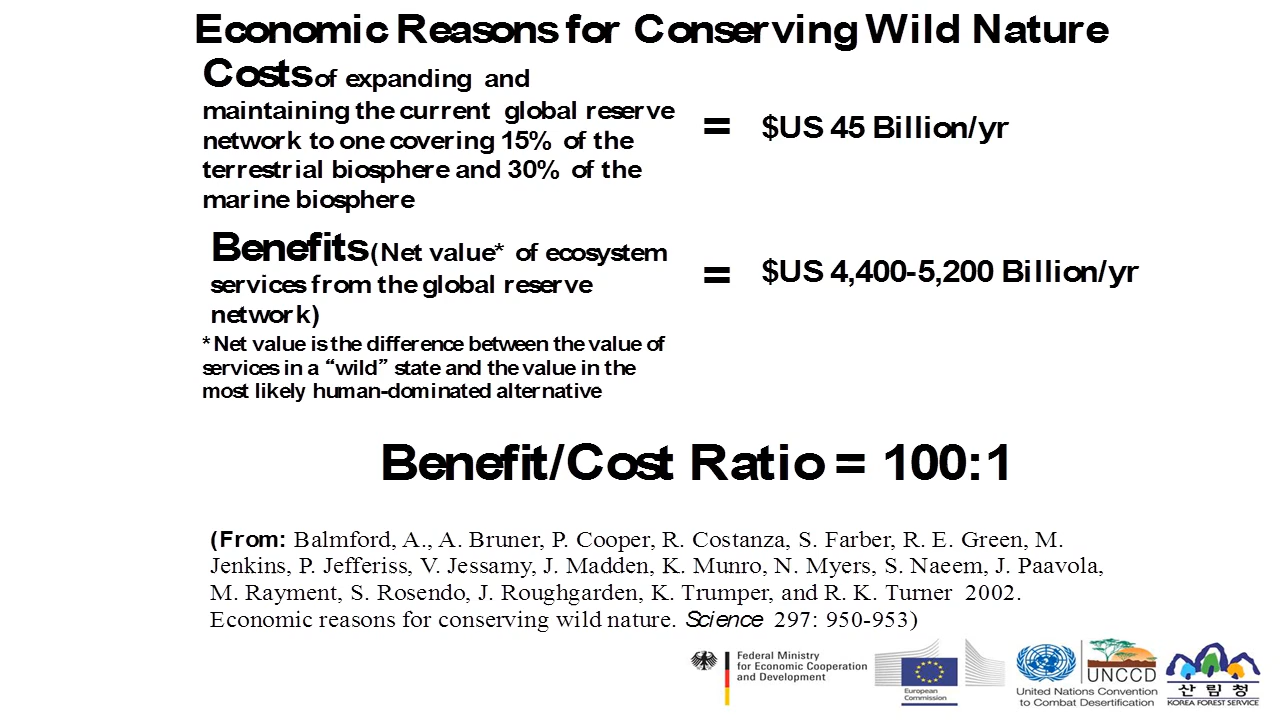 Economic Reasons for Conserving Wild Nature
Costs of expanding and
maintaining the current global reserve
network to one covering 15% of the
terrestrial biosphere and 30% of the
marine biosphere
= $US 45 Billion/yr
Benefits (Net value* of ecosystem
services from the global reserve
network)
= $US 4,400-5,200 Billion/yr
* Net value is the difference between the value of
services in a “wild” state and the value in the
most likely human-dominated alternative
Benefit/Cost Ratio = 100:1
(From: Balmford, A., A. Bruner, P. Cooper, R. Costanza, S. Farber, R. E. Green, M.
Jenkins, P. Jefferiss, V. Jessamy, J. Madden, K. Munro, N. Myers, S. Naeem, J. Paavola,
M. Rayment, S. Rosendo, J. Roughgarden, K. Trumper, and R. K. Turner 2002.
Economic reasons for conserving wild nature. Science 297: 950-953)
Federal Ministry
for Economic Cooperation
and Development
European
Commission
UNCCD
United Nations Convention
to Combat Desertification
산림청
KOREA FOREST SERVICE